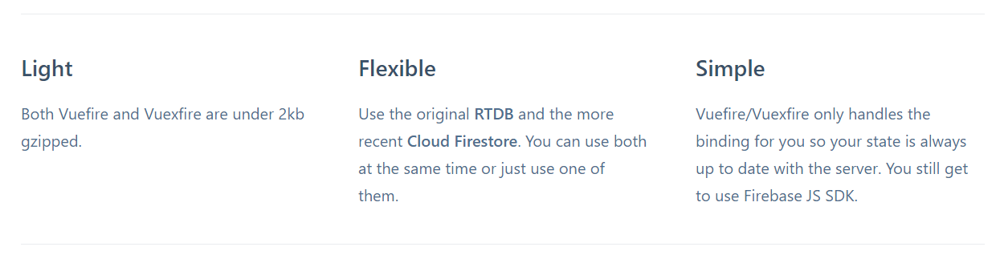 Light
Both Vuefire and Vuexfire are under 2kb
gzipped.
Flexible
Use the original RTDB and the more
recent Cloud Firestore. You can use both
at the same time or just use one of
them.
Simple
Vuefire/Vuexfire only handles the
binding for you so your state is always
up to date with the server. You still get
to use Firebase JS SDK.